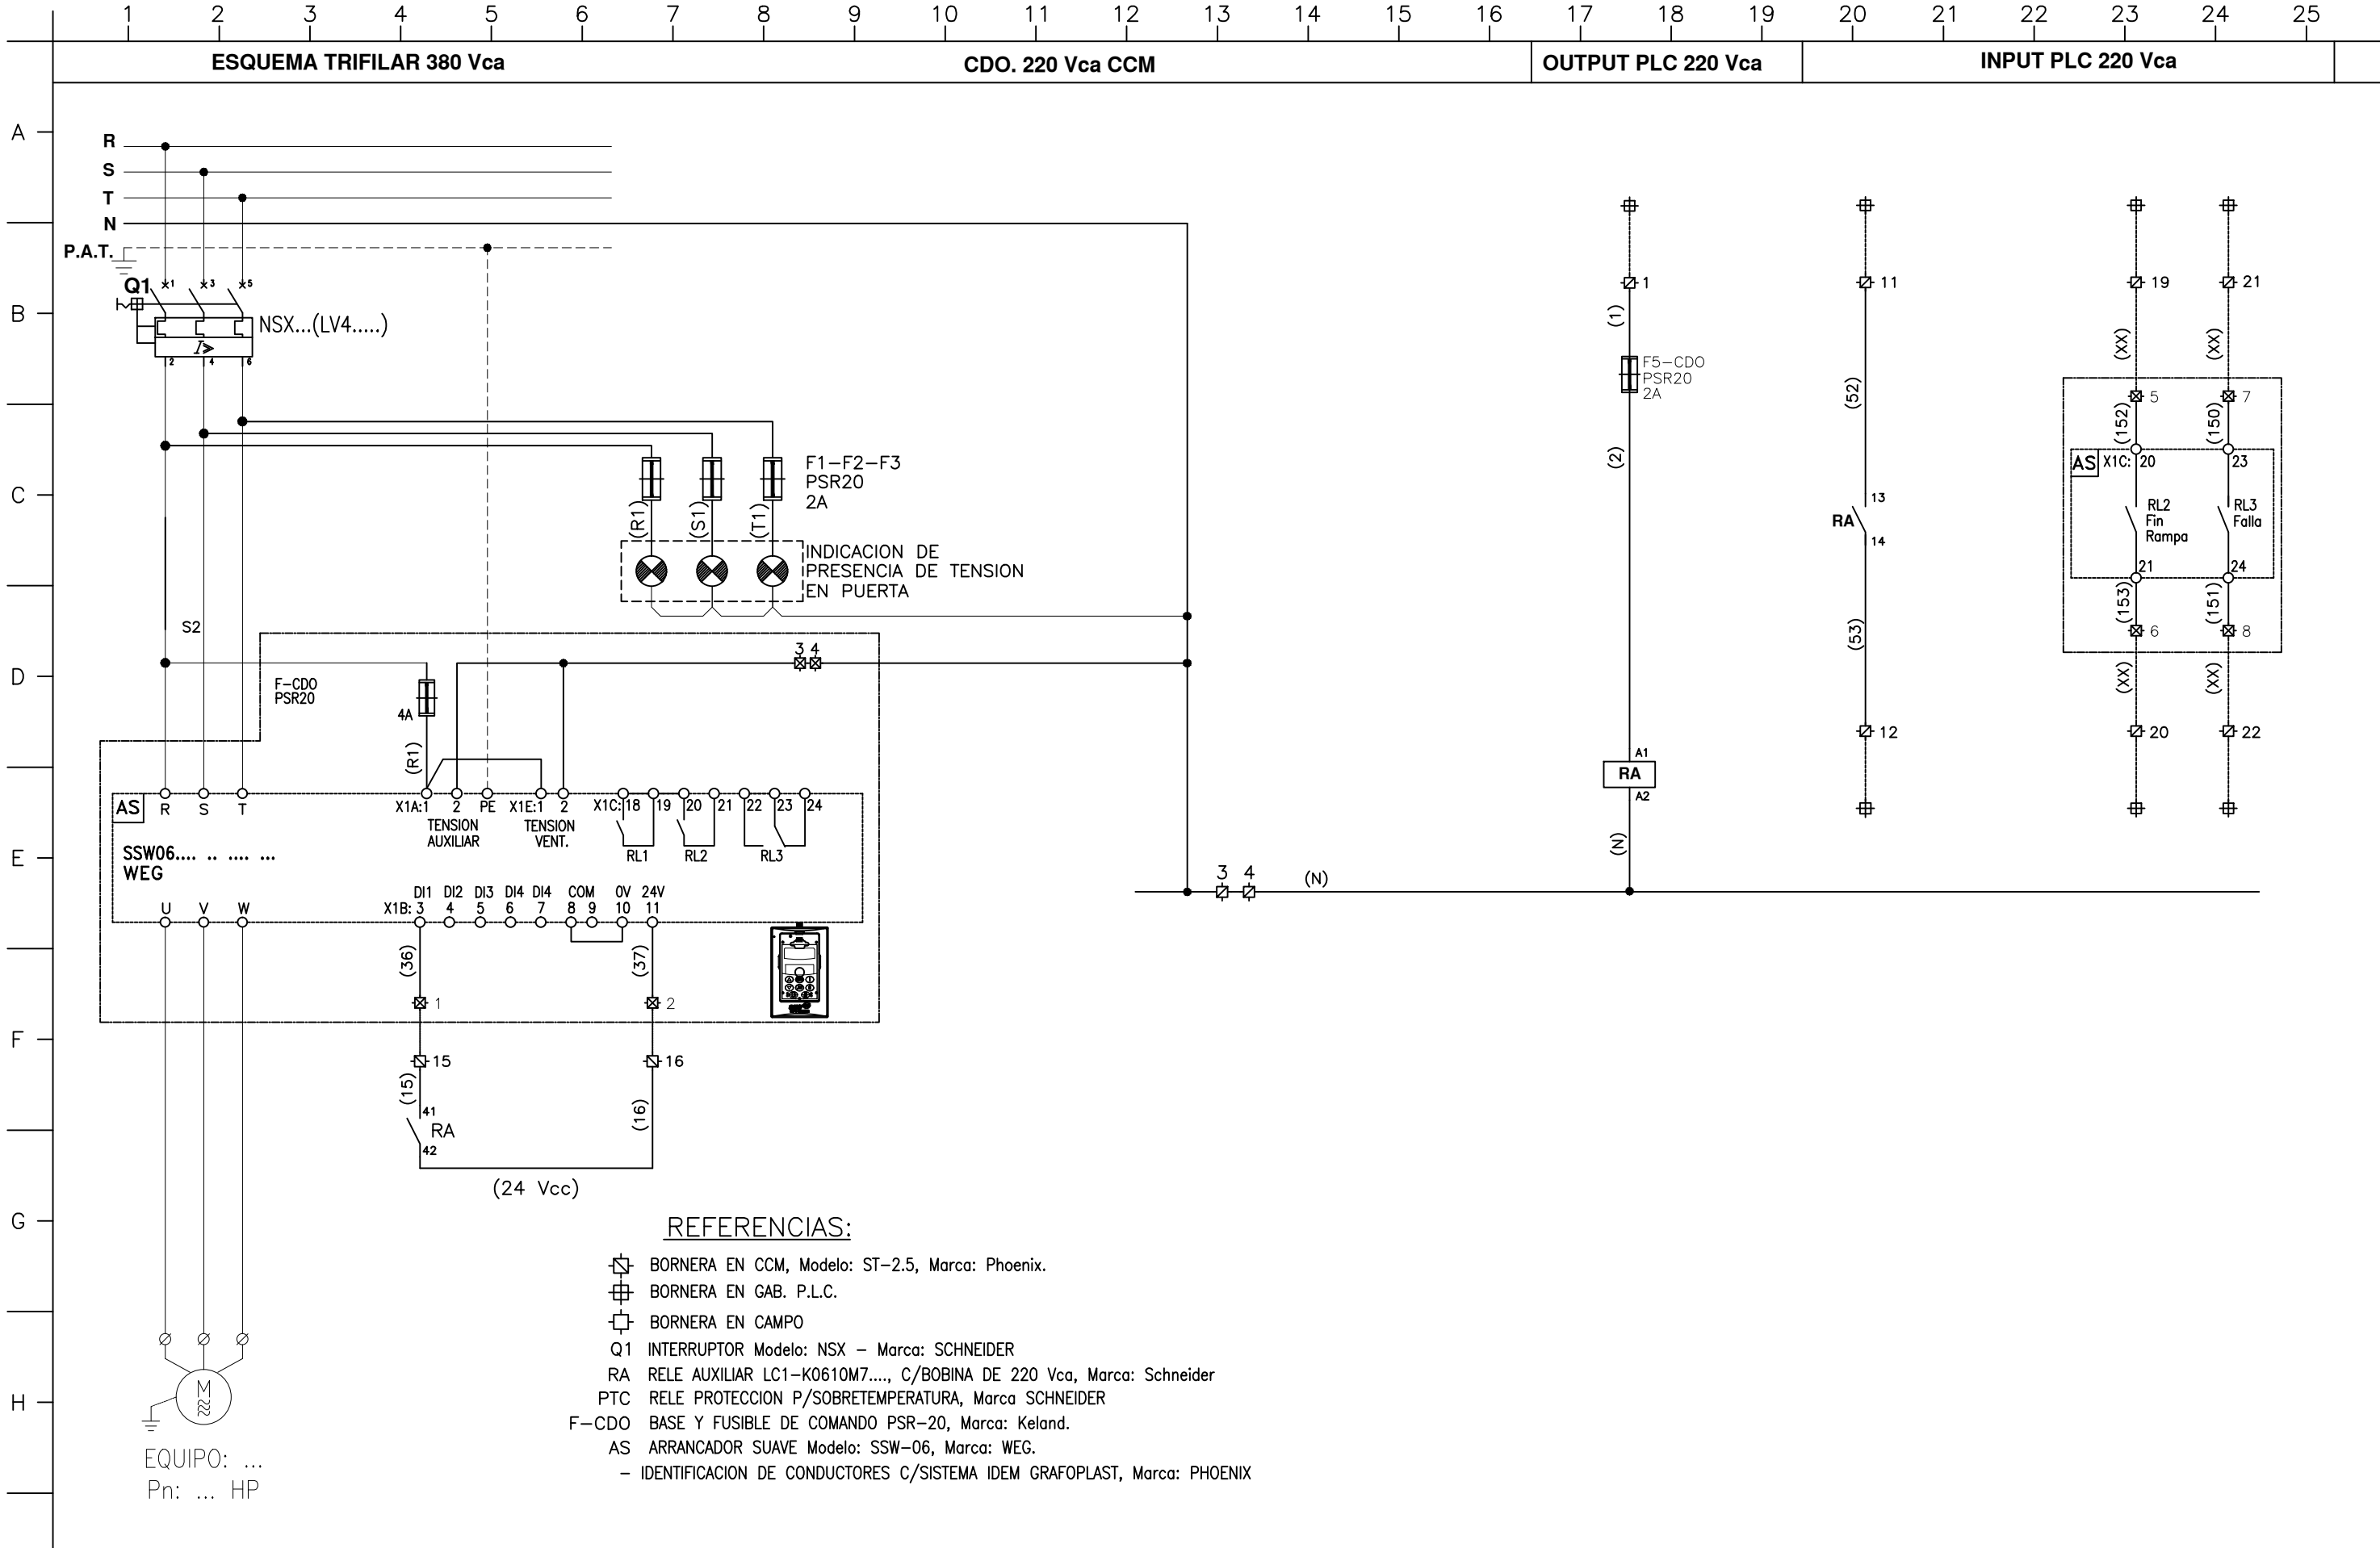 1 2 3 4 5 6 7 8 9 10 11 12 13 14 15 16 17 18 19 20 21 22 23 24 25
ESQUEMA TRIFILAR 380 Vca
CDO. 220 Vca CCM
OUTPUT PLC 220 Vca
INPUT PLC 220 Vca
A
B
C
D
E
F
G
H
R
S
T
N
P.A.T.
Q1
1 3 5
NSX...(LV4.....)
I>
2 4 6
F1-F2-F3
PSR20
2A
(R1) (S1) (T1)
INDICACION DE
PRESENCIA DE TENSION
EN PUERTA
S2
3 4
F-CDO
PSR20
4A
(R1)
AS
R S T
X1A:1 2 PE X1E:1 2 X1C:18 19 20 21 22 23 24
TENSION
AUXILIAR
TENSION
VENT.
RL1 RL2 RL3
SSW06.... .. .... ...
WEG
DI1 DI2 DI3 DI4 DI4 COM 0V 24V
U V W
X1B: 3 4 5 6 7 8 9 10 11
(36) (37)
1 2
15 16
(15) (16)
41
RA
42
(24 Vcc)
M
EQUIPO: ...
Pn: ... HP
3 4
(N)
1
(1)
F5-CDO
PSR20
2A
(2)
A1
RA
A2
(N)
11
(52)
13
RA
14
(53)
12
19 21
(XX) (XX)
5 7
(152) (150)
AS X1C: 20 23
RL2
Fin
Rampa
RL3
Falla
21 24
(153) (151)
6 8
(XX) (XX)
20 22
REFERENCIAS:
BORNERA EN CCM, Modelo: ST-2.5, Marca: Phoenix.
BORNERA EN GAB. P.L.C.
BORNERA EN CAMPO
Q1 INTERRUPTOR Modelo: NSX - Marca: SCHNEIDER
RA RELE AUXILIAR LC1-K0610M7...., C/BOBINA DE 220 Vca, Marca: Schneider
PTC RELE PROTECCION P/SOBRETEMPERATURA, Marca SCHNEIDER
F-CDO BASE Y FUSIBLE DE COMANDO PSR-20, Marca: Keland.
AS ARRANCADOR SUAVE Modelo: SSW-06, Marca: WEG.
- IDENTIFICACION DE CONDUCTORES C/SISTEMA IDEM GRAFOPLAST, Marca: PHOENIX